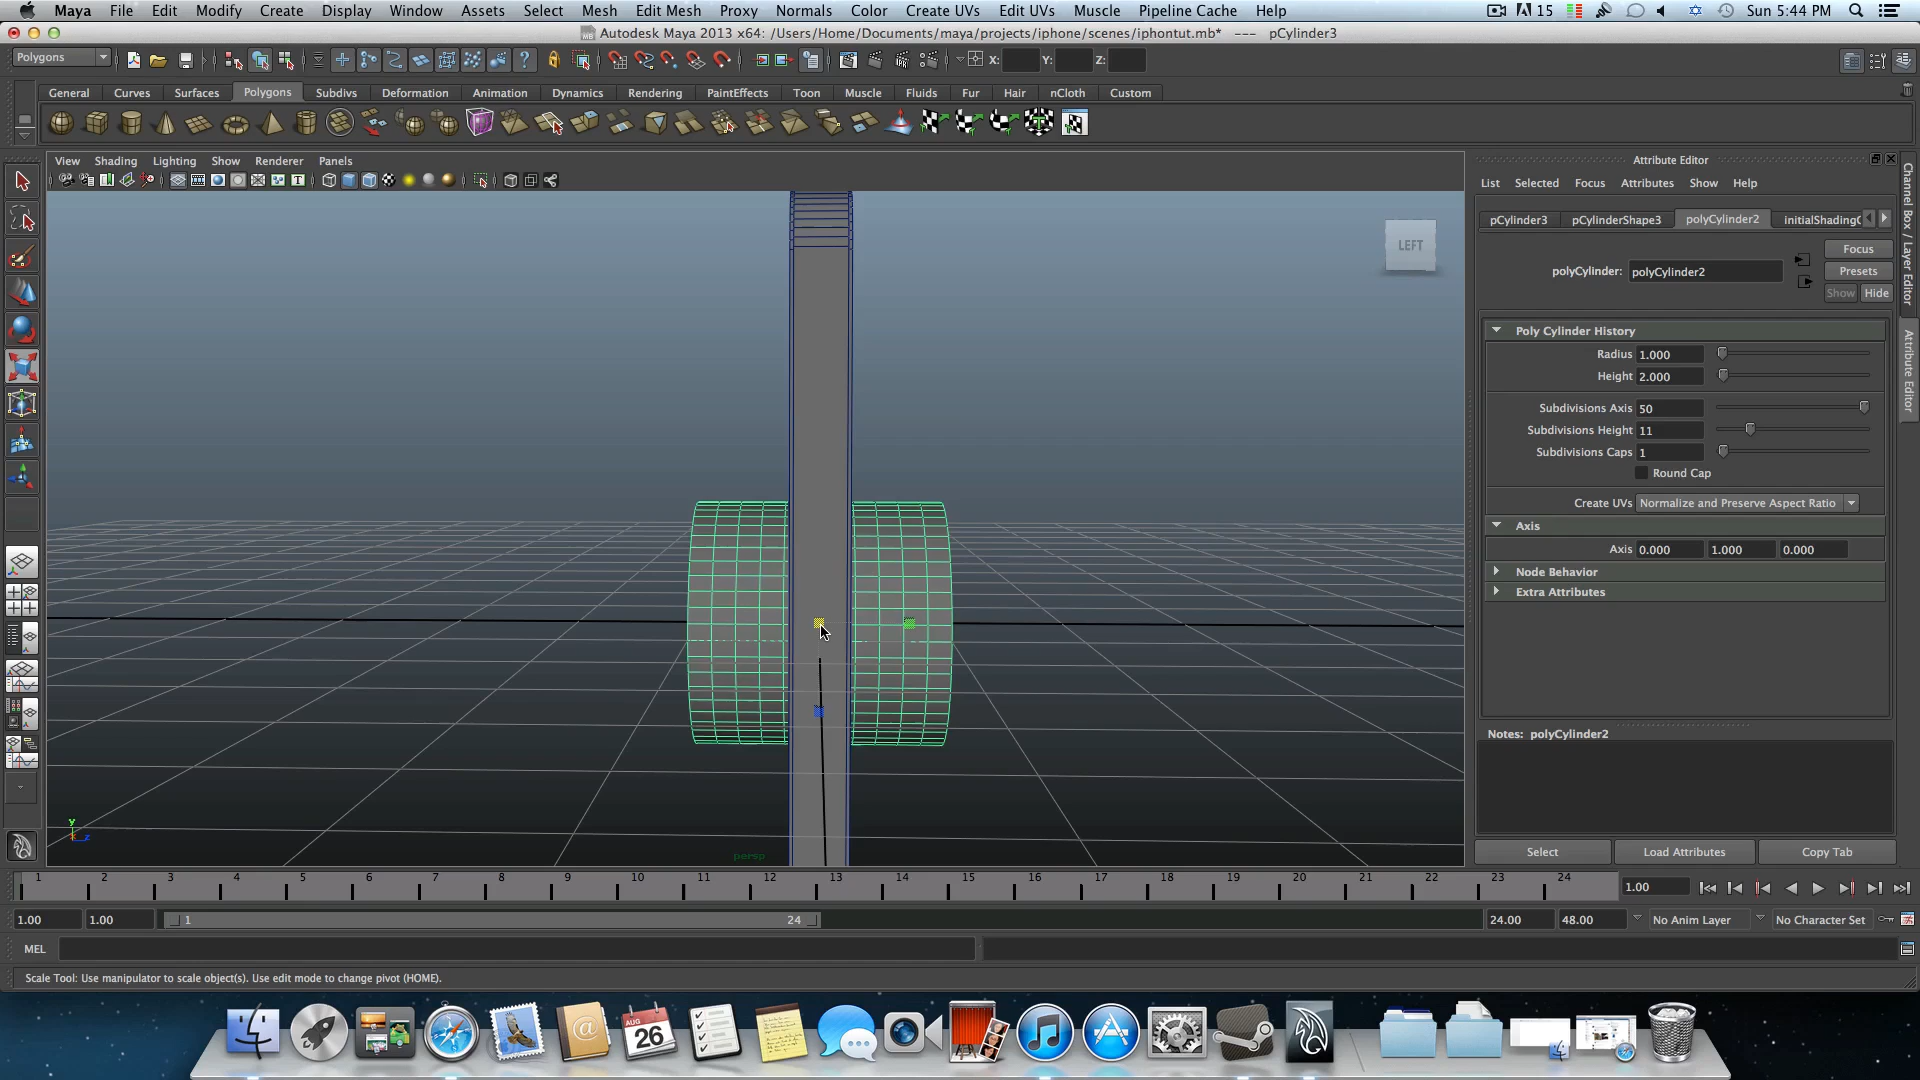 Maya File Edit Modify Create Display Window Assets Select Mesh Edit Mesh Proxy Normals Color Create UVs Edit UVs Muscle Pipeline Cache Help 15 Sun 5:44 PM
Autodesk Maya 2013 x64: /Users/Home/Documents/maya/projects/iphone/scenes/iphontut.mb* --- pCylinder3
Polygons X: Y: Z:
General Curves Surfaces Polygons Subdivs Deformation Animation Dynamics Rendering PaintEffects Toon Muscle Fluids Fur Hair nCloth Custom
View Shading Lighting Show Renderer Panels
LEFT
persp
y
z
Attribute Editor
List Selected Focus Attributes Show Help
pCylinder3 pCylinderShape3 polyCylinder2 initialShadingG
Focus
polyCylinder: polyCylinder2 Presets
Show Hide
Poly Cylinder History
Radius 1.000
Height 2.000
Subdivisions Axis 50
Subdivisions Height 11
Subdivisions Caps 1
Round Cap
Create UVs Normalize and Preserve Aspect Ratio
Axis
Axis 0.000 1.000 0.000
Node Behavior
Extra Attributes
Notes: polyCylinder2
Select Load Attributes Copy Tab
Channel Box / Layer Editor
Attribute Editor
1 2 3 4 5 6 7 8 9 10 11 12 13 14 15 16 17 18 19 20 21 22 23 24 1.00
1.00 1.00 1 24 24.00 48.00 No Anim Layer No Character Set
MEL
Scale Tool: Use manipulator to scale object(s). Use edit mode to change pivot (HOME).
AUG
26